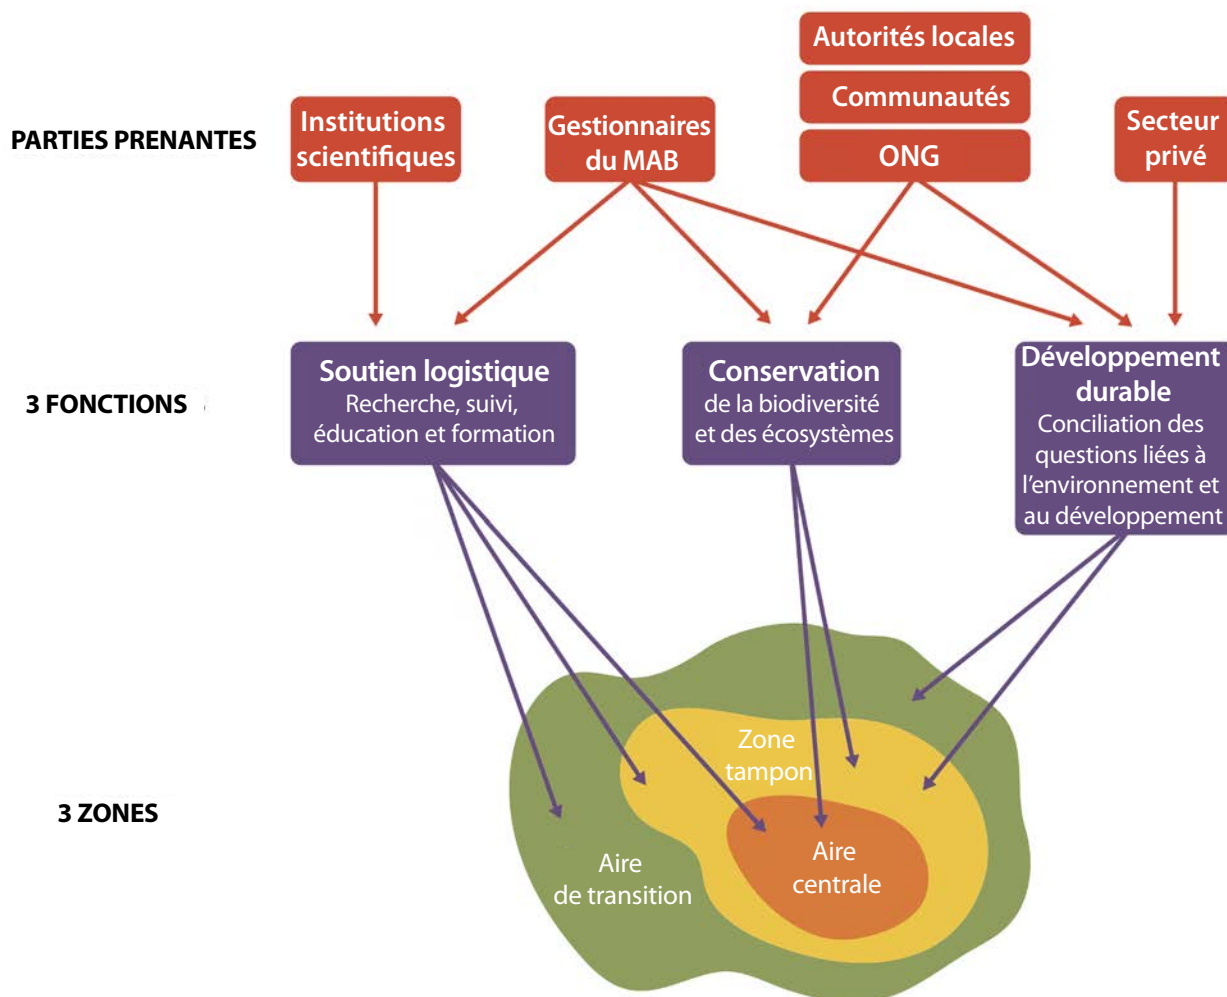 Autorités locales
Communautés
ONG
PARTIES PRENANTES
Institutions
scientifiques
Gestionnaires
du MAB
Secteur
privé
3 FONCTIONS
Soutien logistique
Recherche, suivi,
éducation et formation
Conservation
de la biodiversité
et des écosystèmes
Développement
durable
Conciliation des
questions liées à
l'environnement et
au développement
3 ZONES
Zone
tampon
Aire
centrale
Aire
de transition